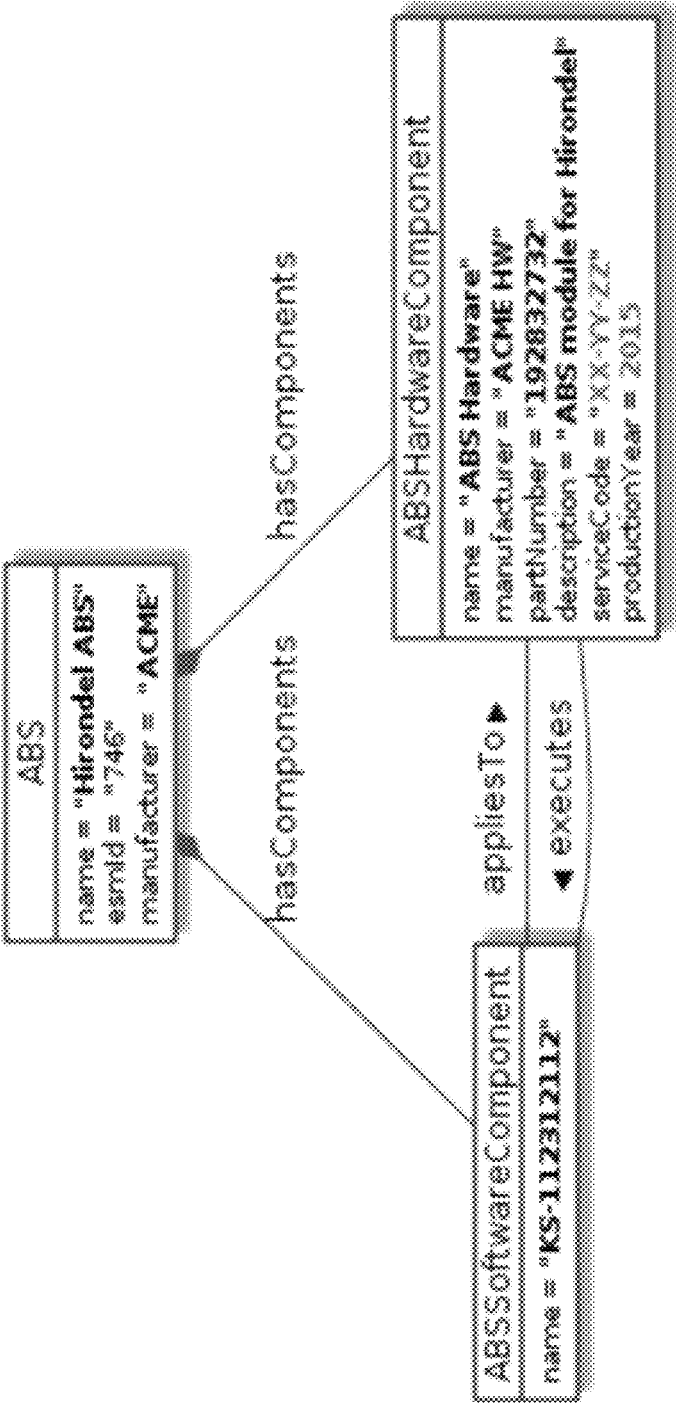 ABS
name = "Hirondel ABS"
esmId = "746"
manufacturer = "ACME"
hasComponents
hasComponents
ABSSoftwareComponent
name = "KS-112312112"
appliesTo ▶
◀ executes
ABSHardwareComponent
name = "ABS Hardware"
manufacturer = "ACME HW"
partNumber = "192832732"
description = "ABS module for Hirondel"
serviceCode = "XX-YY-ZZ"
productionYear = 2015